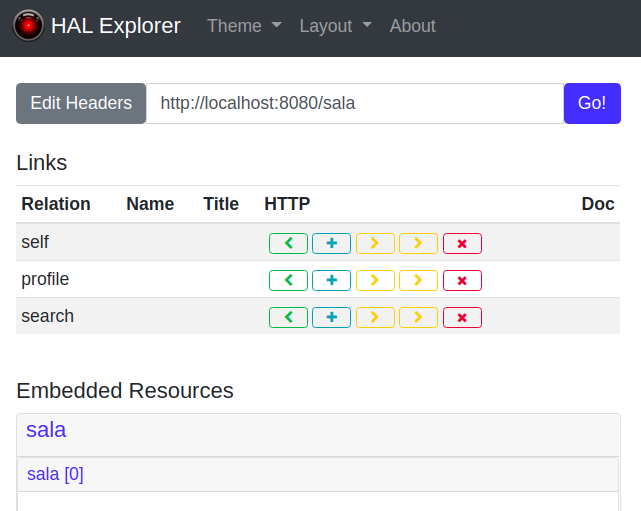 HAL Explorer Theme Layout About
Edit Headers http://localhost:8080/sala Go!
Links
Relation Name Title HTTP Doc
self
profile
search
Embedded Resources
sala
sala [0]